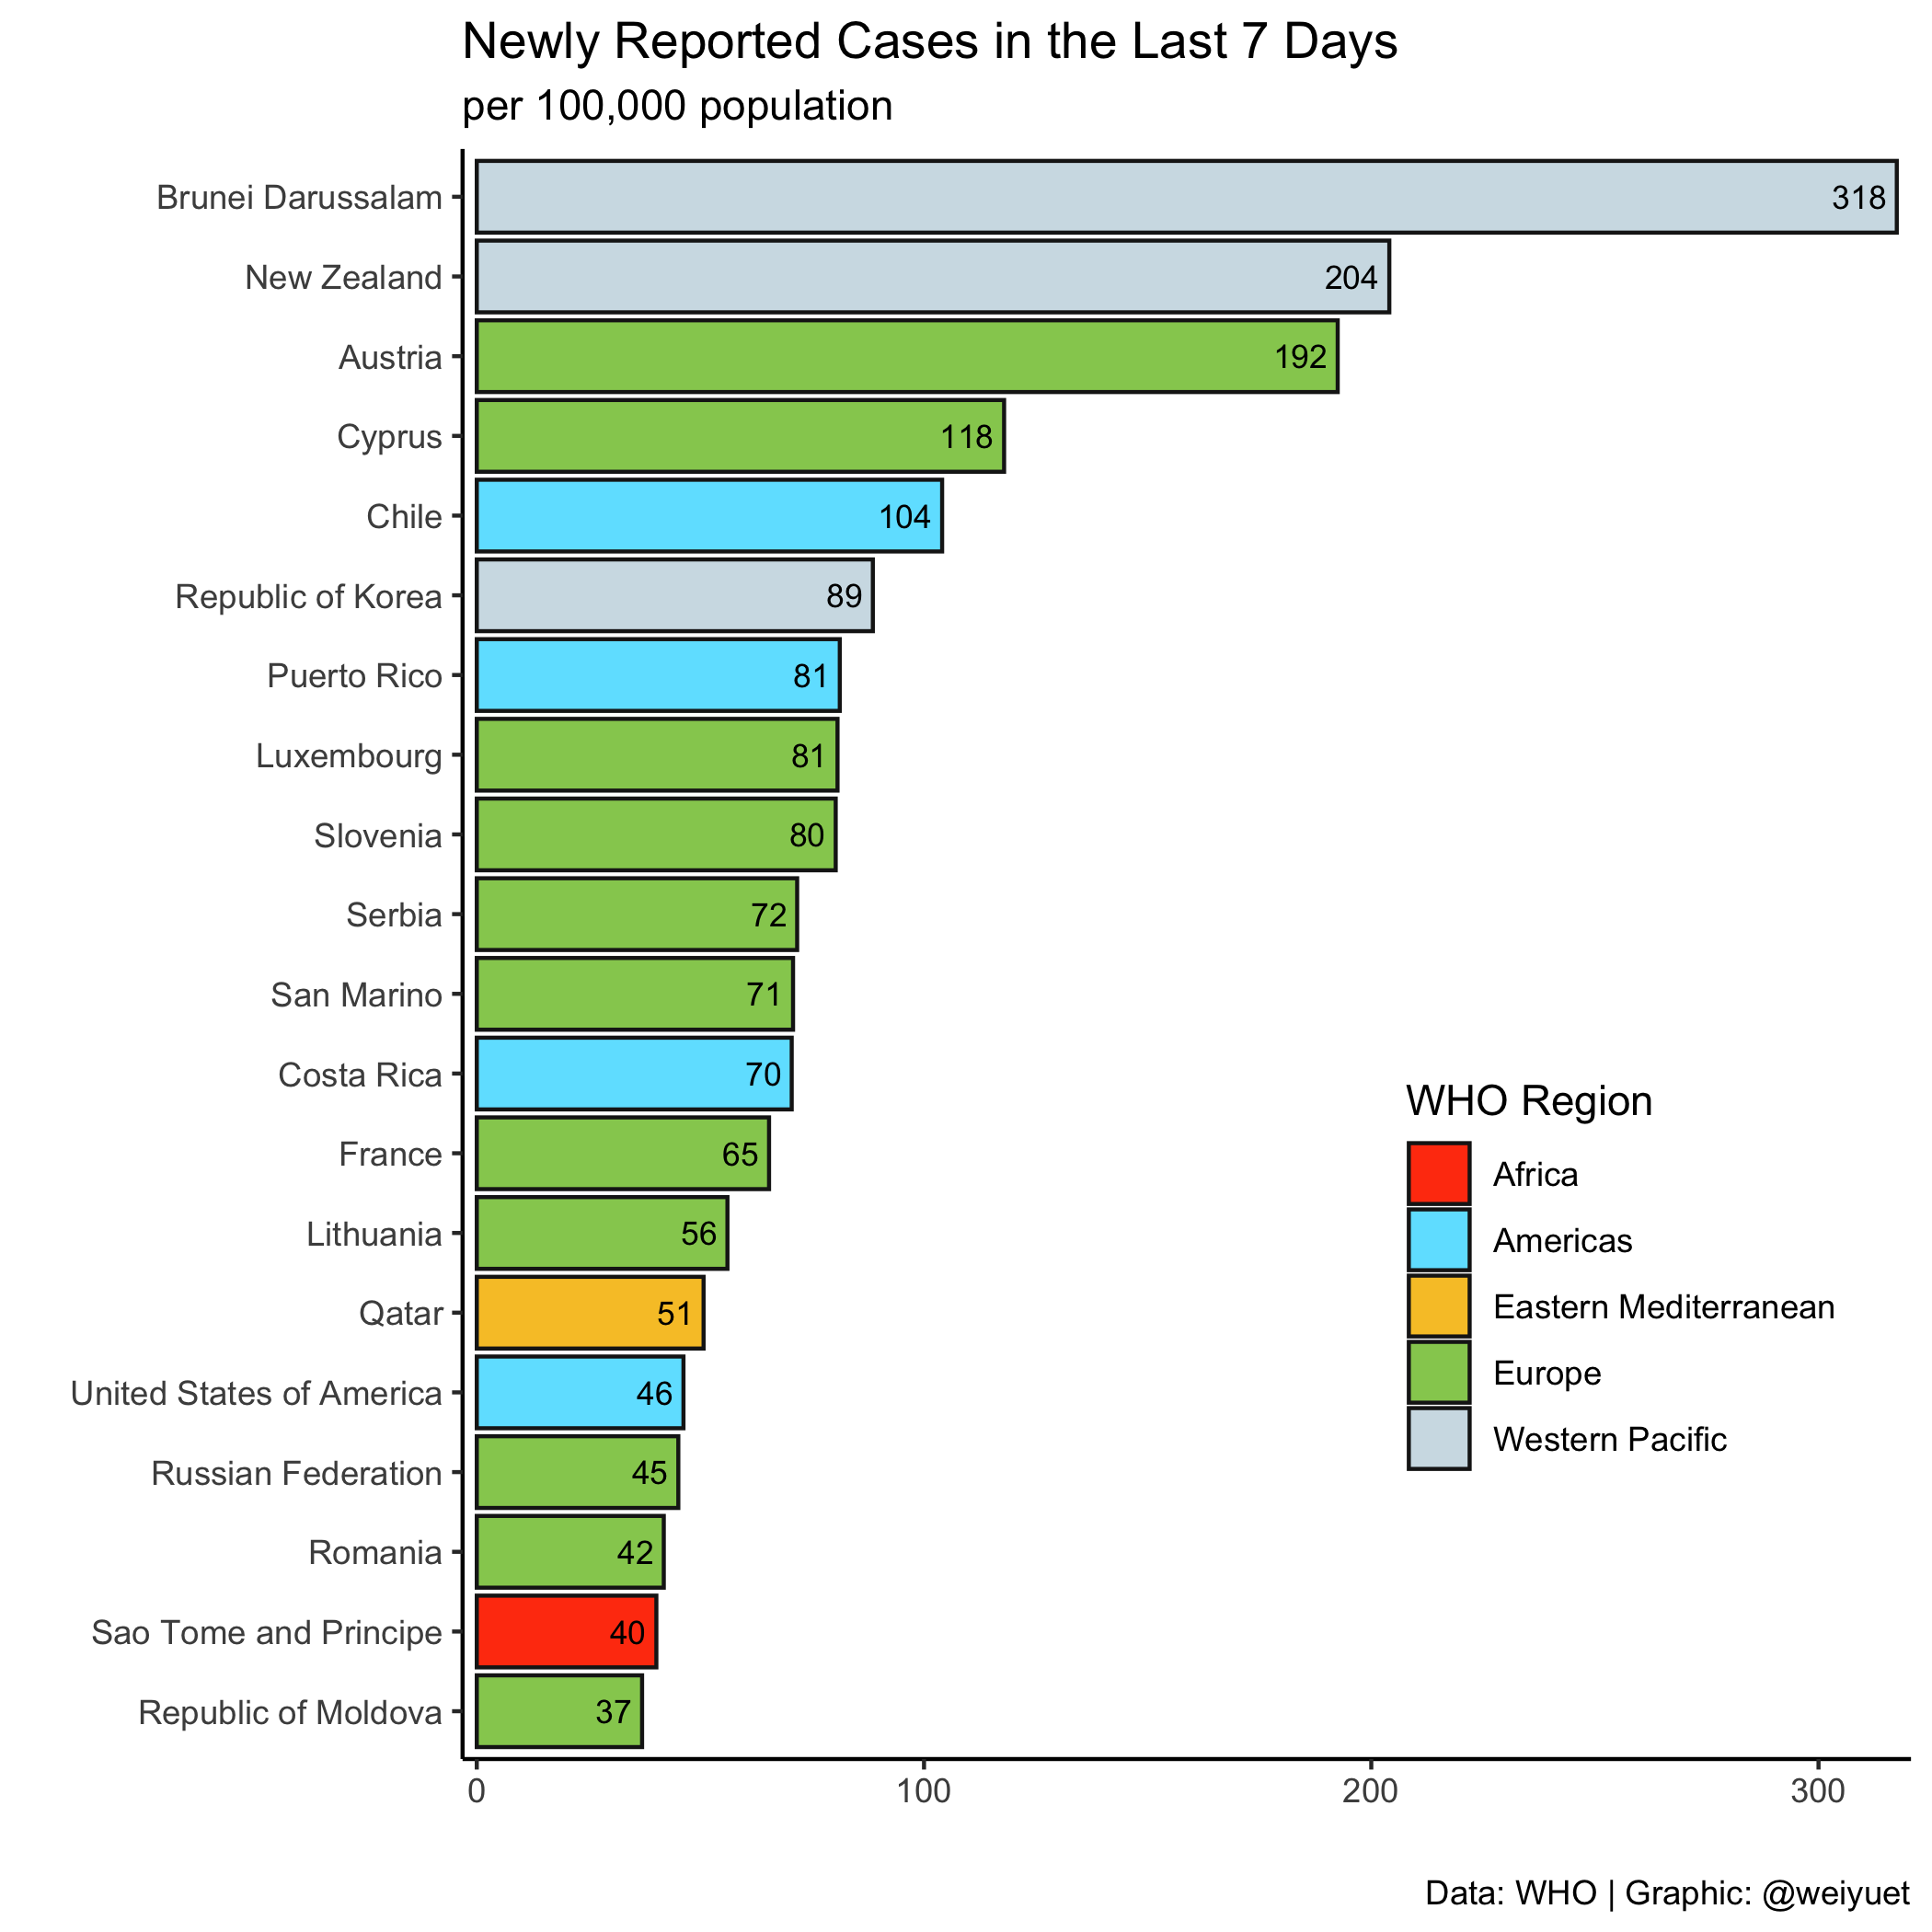 Newly Reported Cases in the Last 7 Days
per 100,000 population
Brunei Darussalam 318
New Zealand 204
Austria 192
Cyprus 118
Chile 104
Republic of Korea 89
Puerto Rico 81
Luxembourg 81
Slovenia 80
Serbia 72
San Marino 71
Costa Rica 70
France 65
Lithuania 56
Qatar 51
United States of America 46
Russian Federation 45
Romania 42
Sao Tome and Principe 40
Republic of Moldova 37
0 100 200 300
WHO Region
Africa
Americas
Eastern Mediterranean
Europe
Western Pacific
Data: WHO | Graphic: @weiyuet